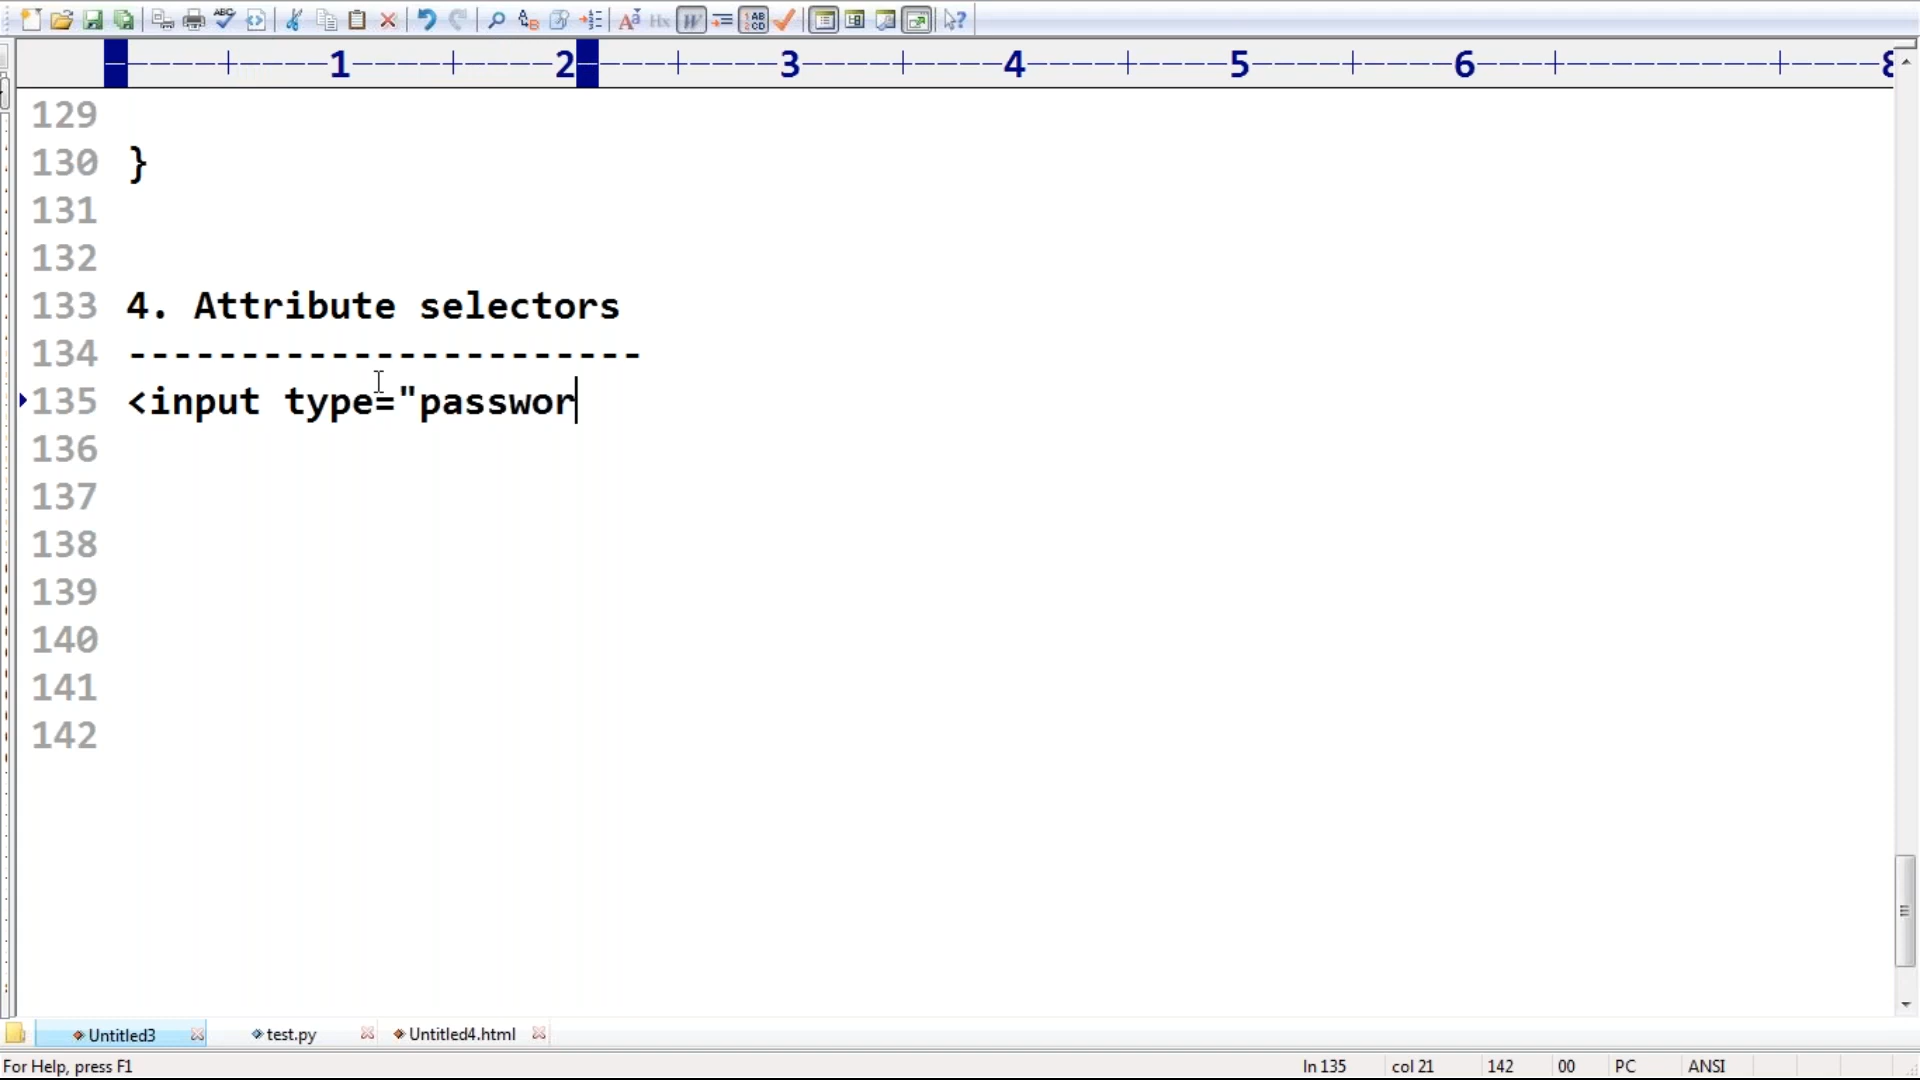 1 2 3 4 5 6 8
129
130 }
131
132
133 4. Attribute selectors
134 -----------------------
135 <input type="passwor
136
137
138
139
140
141
142
Untitled3 test.py Untitled4.html
For Help, press F1 ln 135 col 21 142 00 PC ANSI